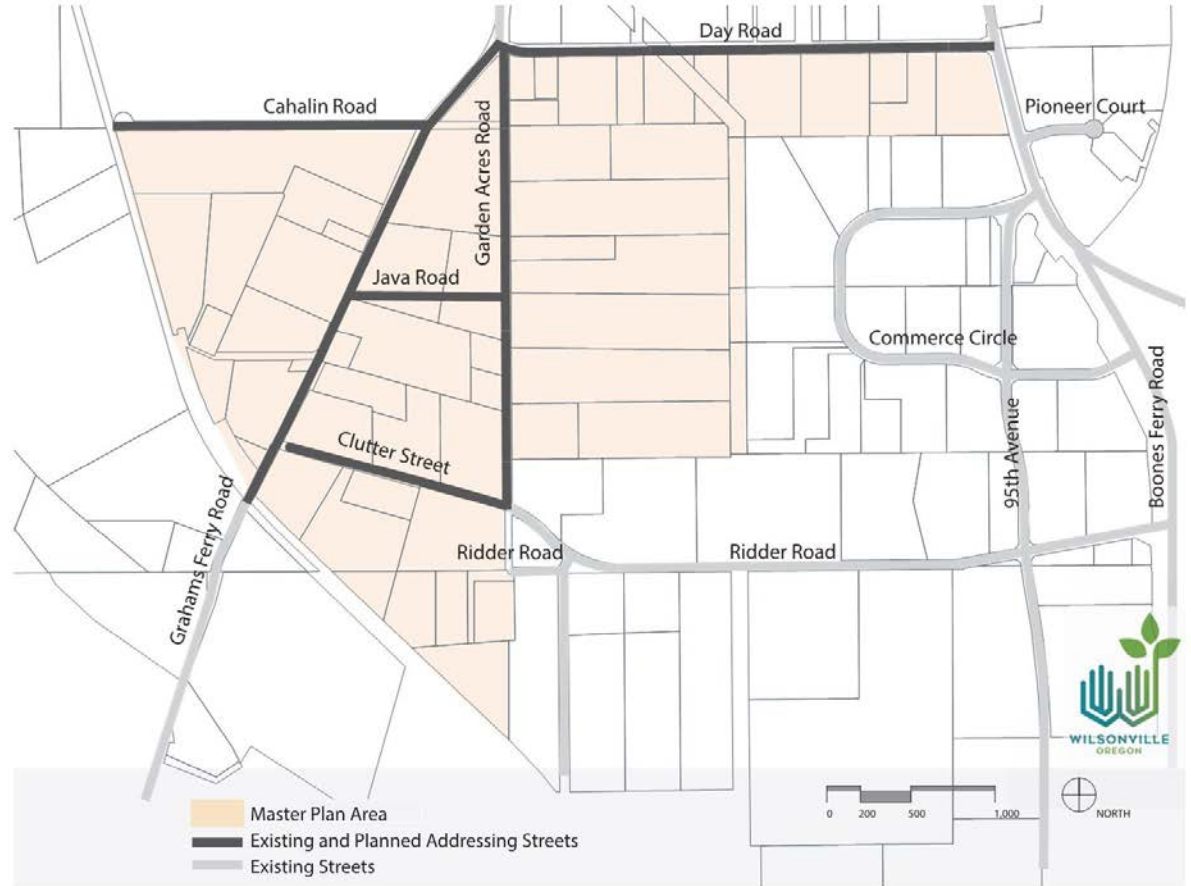 Day Road
Cahalin Road
Pioneer Court
Garden Acres Road
Java Road
Commerce Circle
Boones Ferry Road
95th Avenue
Clutter Street
Grahams Ferry Road
Ridder Road
Ridder Road
WILSONVILLE
OREGON
Master Plan Area
Existing and Planned Addressing Streets
Existing Streets
0 200 500 1,000
NORTH